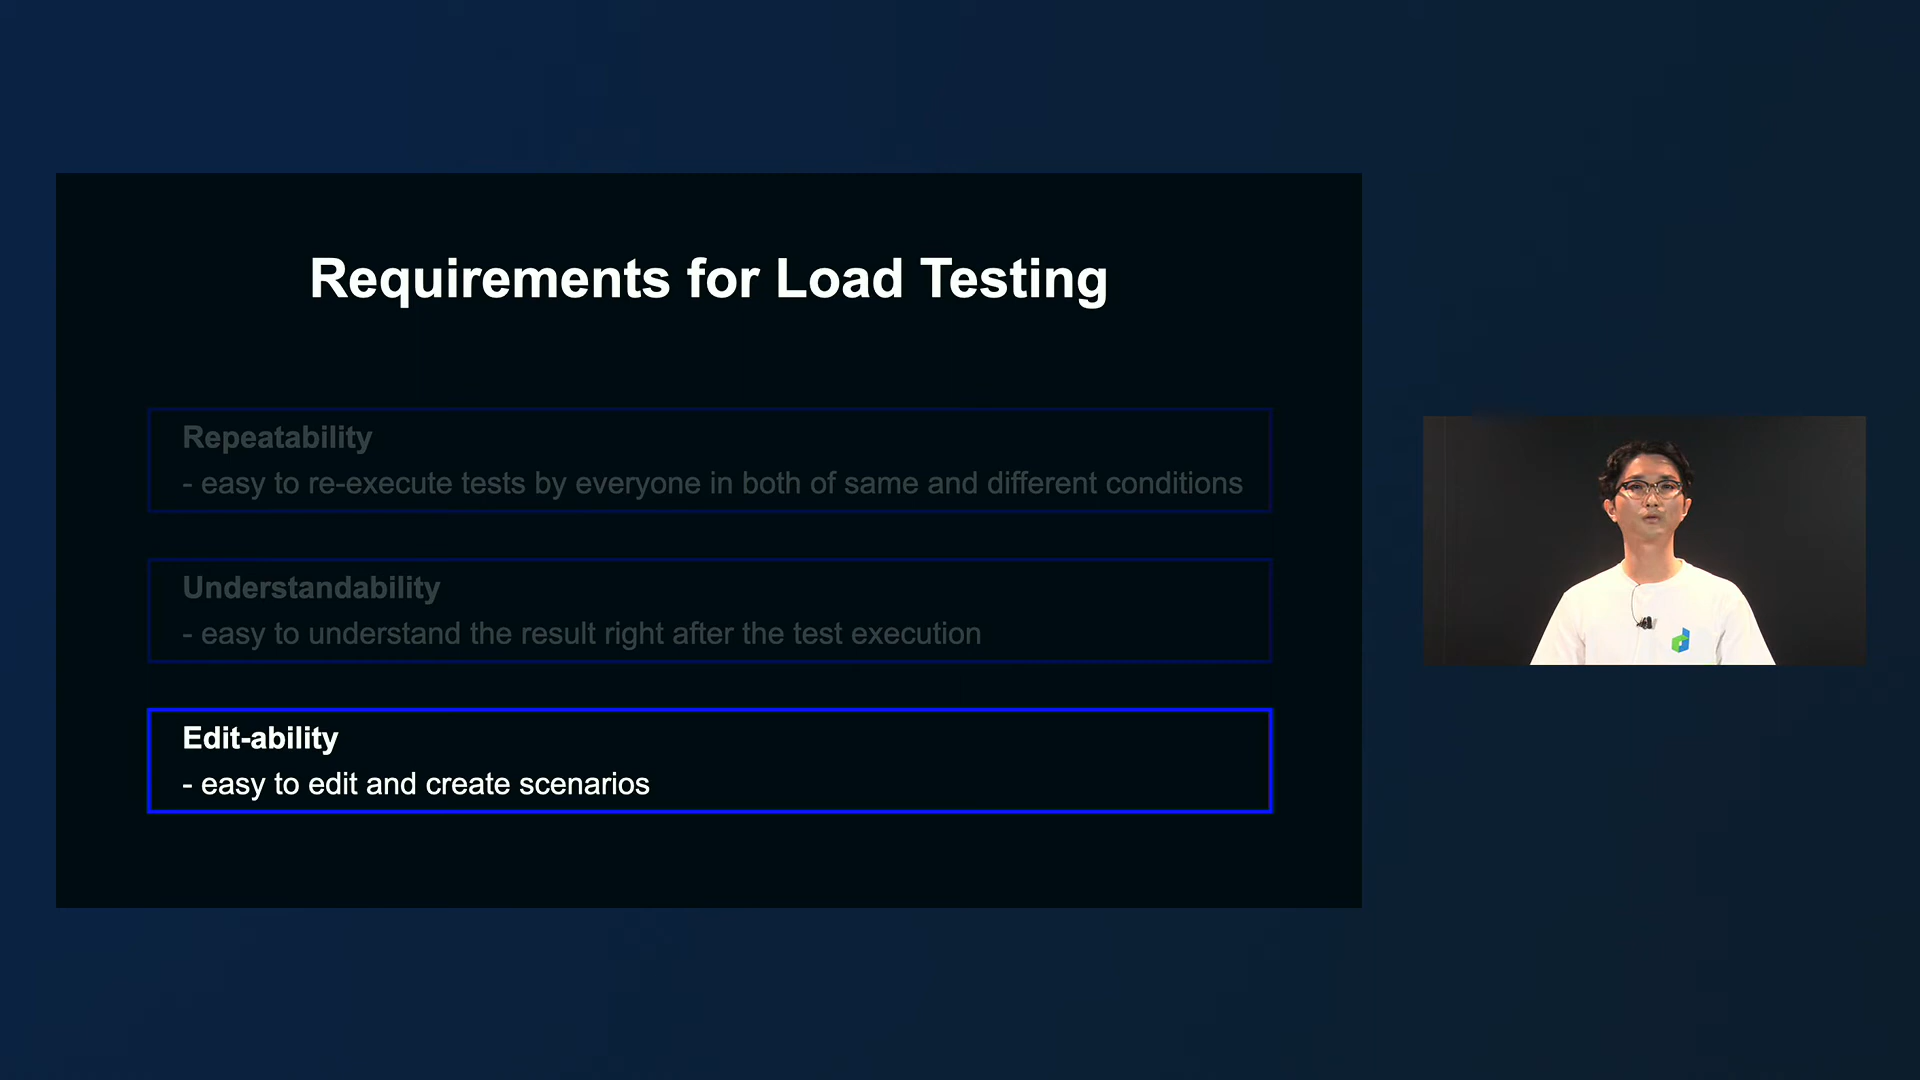 Requirements for Load Testing
Repeatability
- easy to re-execute tests by everyone in both of same and different conditions
Understandability
- easy to understand the result right after the test execution
Edit-ability
- easy to edit and create scenarios